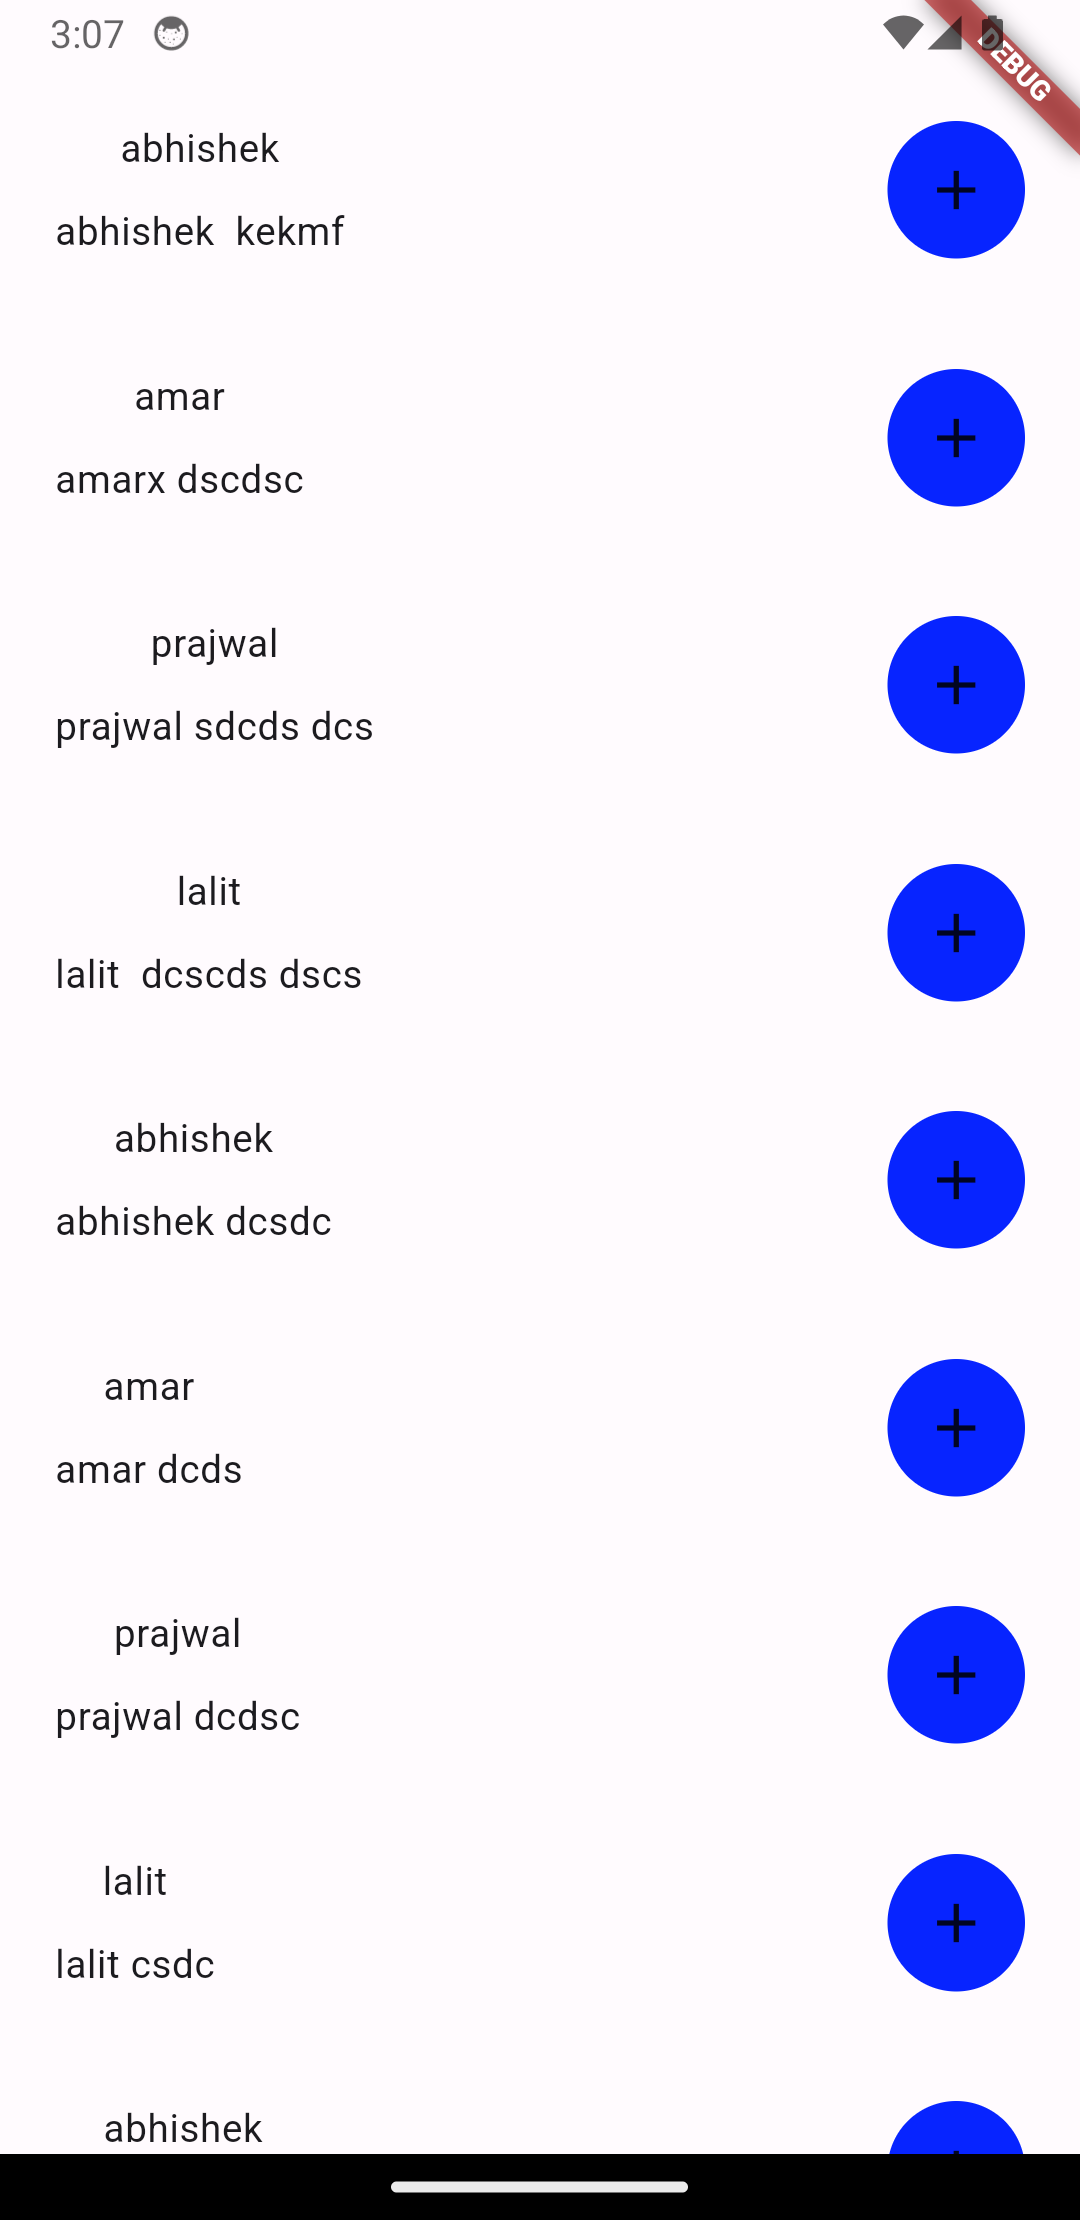 3:07
DEBUG
abhishek
abhishek  kekmf
amar
amarx dscdsc
prajwal
prajwal sdcds dcs
lalit
lalit  dcscds dscs
abhishek
abhishek dcsdc
amar
amar dcds
prajwal
prajwal dcdsc
lalit
lalit csdc
abhishek